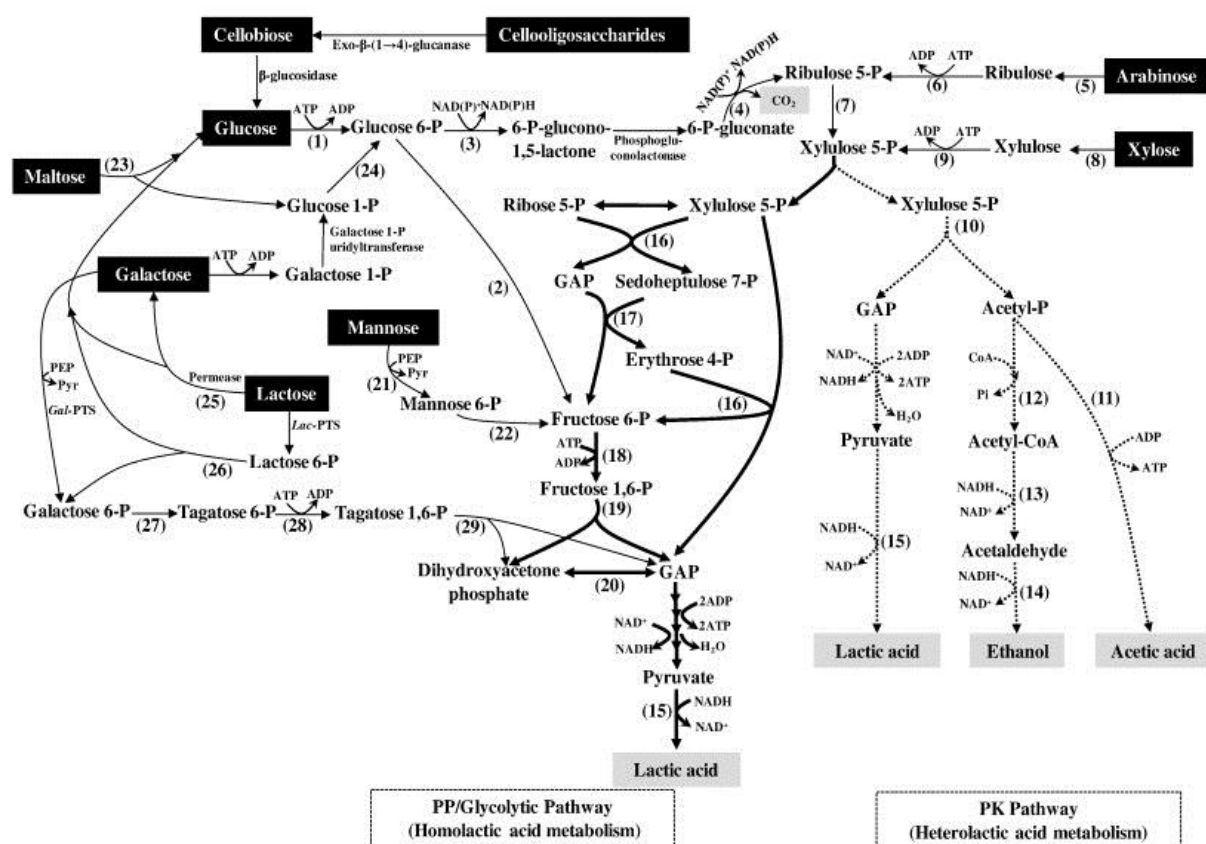 Cellobiose
Exo-β-(1→4)-glucanase
Cellooligosaccharides
β-glucosidase
NAD(P)⁺ NAD(P)H
Ribulose 5-P
ADP ATP
(6)
Ribulose
(5)
Arabinose
(4)
CO₂
(7)
Glucose
ATP ADP
(1)
Glucose 6-P
NAD(P)⁺NAD(P)H
(3)
6-P-glucono-
1,5-lactone
Phosphoglu-
conolactonase
6-P-gluconate
Xylulose 5-P
ADP ATP
(9)
Xylulose
(8)
Xylose
Maltose
(23)
(24)
Glucose 1-P
Galactose 1-P
uridyltransferase
Ribose 5-P
Xylulose 5-P
(16)
Xylulose 5-P
(10)
Galactose
ATP ADP
Galactose 1-P
(2)
GAP
Sedoheptulose 7-P
(17)
GAP
Acetyl-P
Mannose
PEP
Pyr
(21)
Erythrose 4-P
(16)
PEP
Pyr
Gal-PTS
Permease
(25)
Lactose
Lac-PTS
Mannose 6-P
(22)
Fructose 6-P
NAD⁺
NADH
2ADP
2ATP
H₂O
CoA
Pi
(12)
(11)
(26)
Lactose 6-P
ATP
ADP
(18)
Pyruvate
Acetyl-CoA
ADP
ATP
Fructose 1,6-P
(19)
NADH
NAD⁺
(13)
Galactose 6-P
(27)
Tagatose 6-P
ATP ADP
(28)
Tagatose 1,6-P
(29)
NADH
NAD⁺
(15)
Acetaldehyde
Dihydroxyacetone
phosphate
(20)
GAP
NADH
NAD⁺
(14)
2ADP
2ATP
NAD⁺
NADH
H₂O
Lactic acid
Ethanol
Acetic acid
Pyruvate
(15)
NADH
NAD⁺
Lactic acid
PP/Glycolytic Pathway
(Homolactic acid metabolism)
PK Pathway
(Heterolactic acid metabolism)